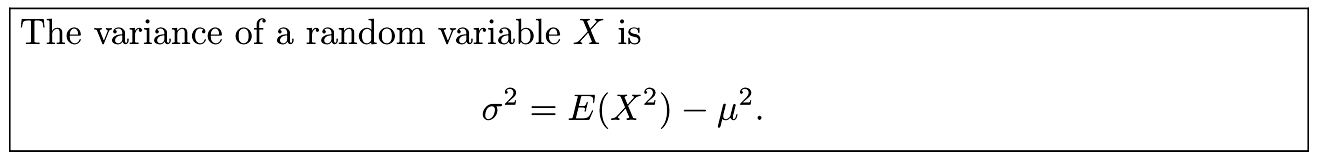 The variance of a random variable X is
σ² = E(X²) − μ².